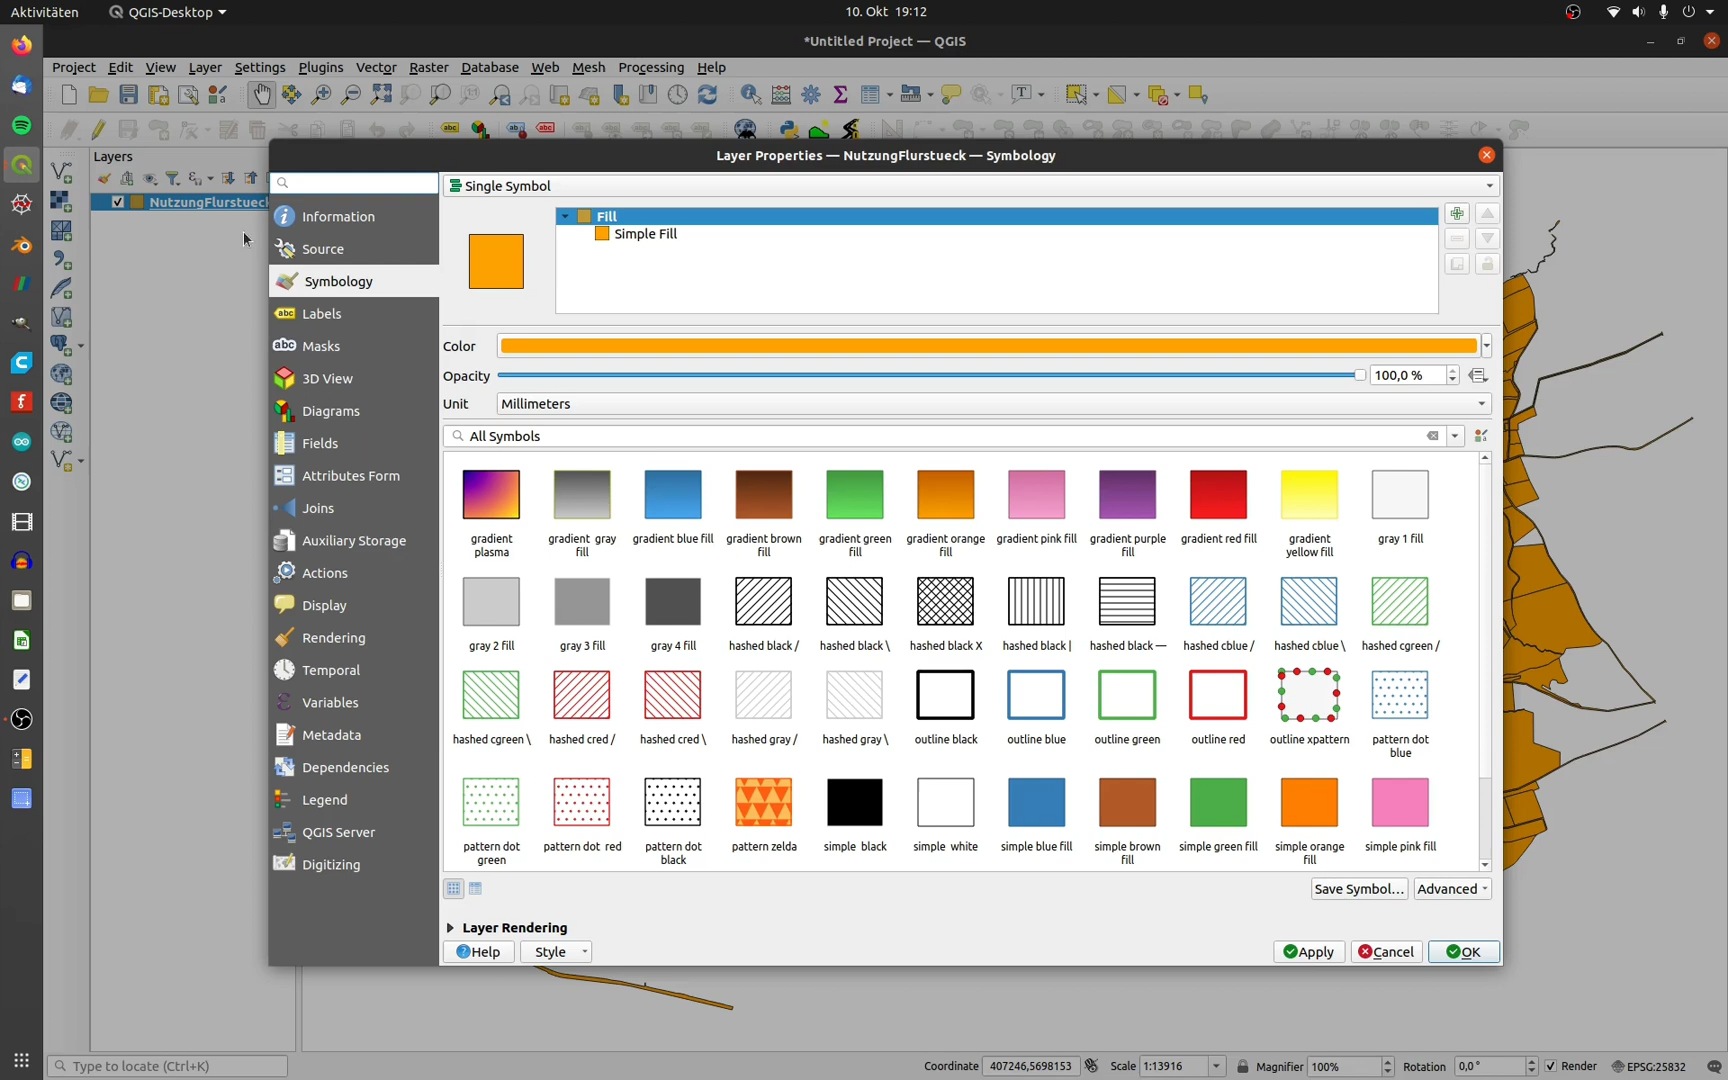 Aktivitäten
QGIS-Desktop
10. Okt 19:12
*Untitled Project — QGIS
Project Edit View Layer Settings Plugins Vector Raster Database Web Mesh Processing Help
Layers
NutzungFlurstueck
Layer Properties — NutzungFlurstueck — Symbology
Information
Source
Symbology
Labels
Masks
3D View
Diagrams
Fields
Attributes Form
Joins
Auxiliary Storage
Actions
Display
Rendering
Temporal
Variables
Metadata
Dependencies
Legend
QGIS Server
Digitizing
Single Symbol
Fill
Simple Fill
Color
Opacity
100,0 %
Unit
Millimeters
All Symbols
gradient plasma
gradient gray fill
gradient blue fill
gradient brown fill
gradient green fill
gradient orange fill
gradient pink fill
gradient purple fill
gradient red fill
gradient yellow fill
gray 1 fill
gray 2 fill
gray 3 fill
gray 4 fill
hashed black /
hashed black \
hashed black X
hashed black |
hashed black —
hashed cblue /
hashed cblue \
hashed cgreen /
hashed cgreen \
hashed cred /
hashed cred \
hashed gray /
hashed gray \
outline black
outline blue
outline green
outline red
outline xpattern
pattern dot blue
pattern dot green
pattern dot red
pattern dot black
pattern zelda
simple black
simple white
simple blue fill
simple brown fill
simple green fill
simple orange fill
simple pink fill
Save Symbol...
Advanced
Layer Rendering
Help
Style
Apply
Cancel
OK
Type to locate (Ctrl+K)
Coordinate
407246,5698153
Scale
1:13916
Magnifier
100%
Rotation
0,0 °
Render
EPSG:25832